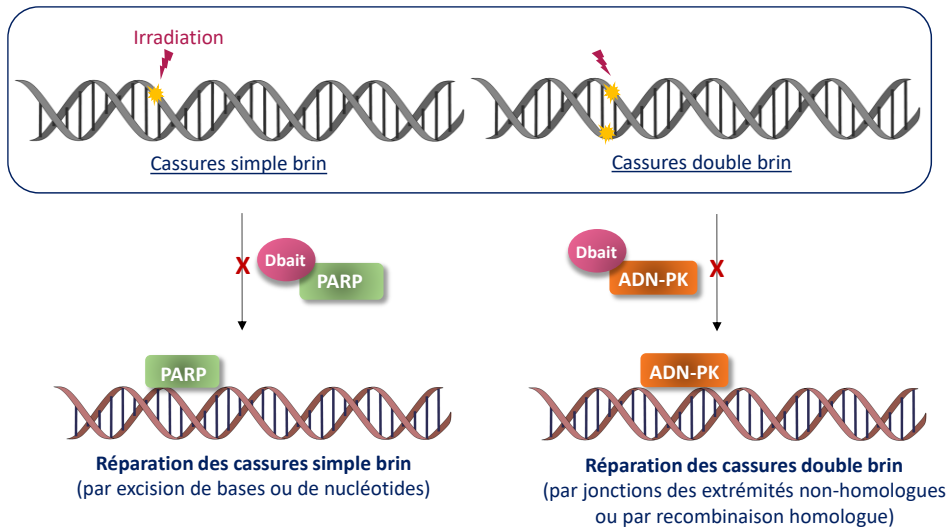 Irradiation
Cassures simple brin
Cassures double brin
X
Dbait
PARP
Dbait
ADN-PK
X
PARP
ADN-PK
Réparation des cassures simple brin
(par excision de bases ou de nucléotides)
Réparation des cassures double brin
(par jonctions des extrémités non-homologues
ou par recombinaison homologue)